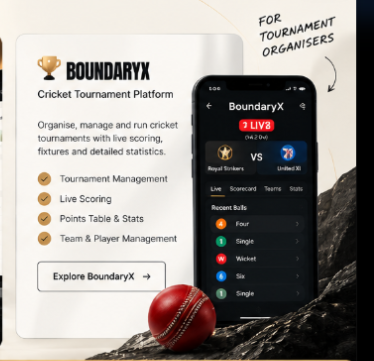 FOR
TOURNAMENT
ORGANISERS
BOUNDARYX
Cricket Tournament Platform
Organise, manage and run cricket
tournaments with live scoring,
fixtures and detailed statistics.
Tournament Management
Live Scoring
Points Table & Stats
Team & Player Management
Explore BoundaryX →
BoundaryX
LIVE
VS
Royal Strikers
United XI
Live Scorecard Teams Stats
Recent Balls
4 Four
1 Single
W Wicket
6 Six
1 Single